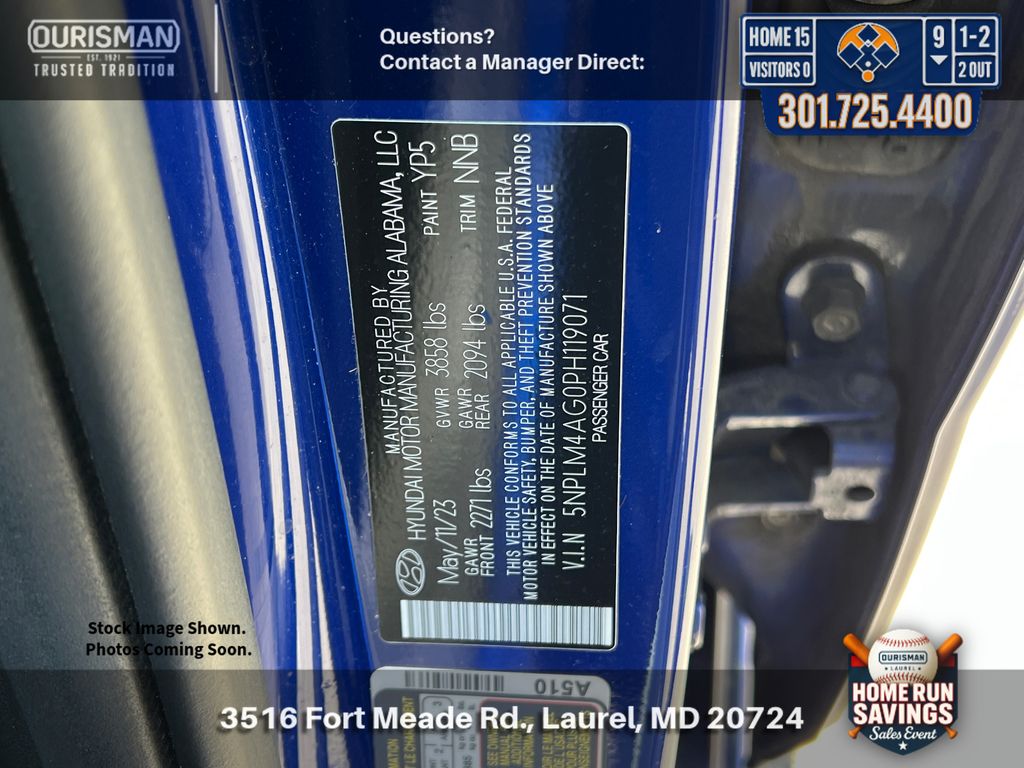 OURISMAN
EST. 1921
TRUSTED TRADITION
Questions?
Contact a Manager Direct:
HOME 15
VISITORS 0
9
1-2
2 OUT
301.725.4400
MANUFACTURED BY
HYUNDAI MOTOR MANUFACTURING ALABAMA, LLC
May/11/23 GVWR 3858 lbs PAINT YP5
GAWR FRONT 2271 lbs GAWR REAR 2094 lbs TRIM NNB
THIS VEHICLE CONFORMS TO ALL APPLICABLE U.S.A. FEDERAL
MOTOR VEHICLE SAFETY, BUMPER, AND THEFT PREVENTION STANDARDS
IN EFFECT ON THE DATE OF MANUFACTURE SHOWN ABOVE
V.I.N 5NPLM4AG0PH119071
PASSENGER CAR
A510
Stock Image Shown.
Photos Coming Soon.
3516 Fort Meade Rd., Laurel, MD 20724
OURISMAN
LAUREL
HOME RUN
SAVINGS
Sales Event